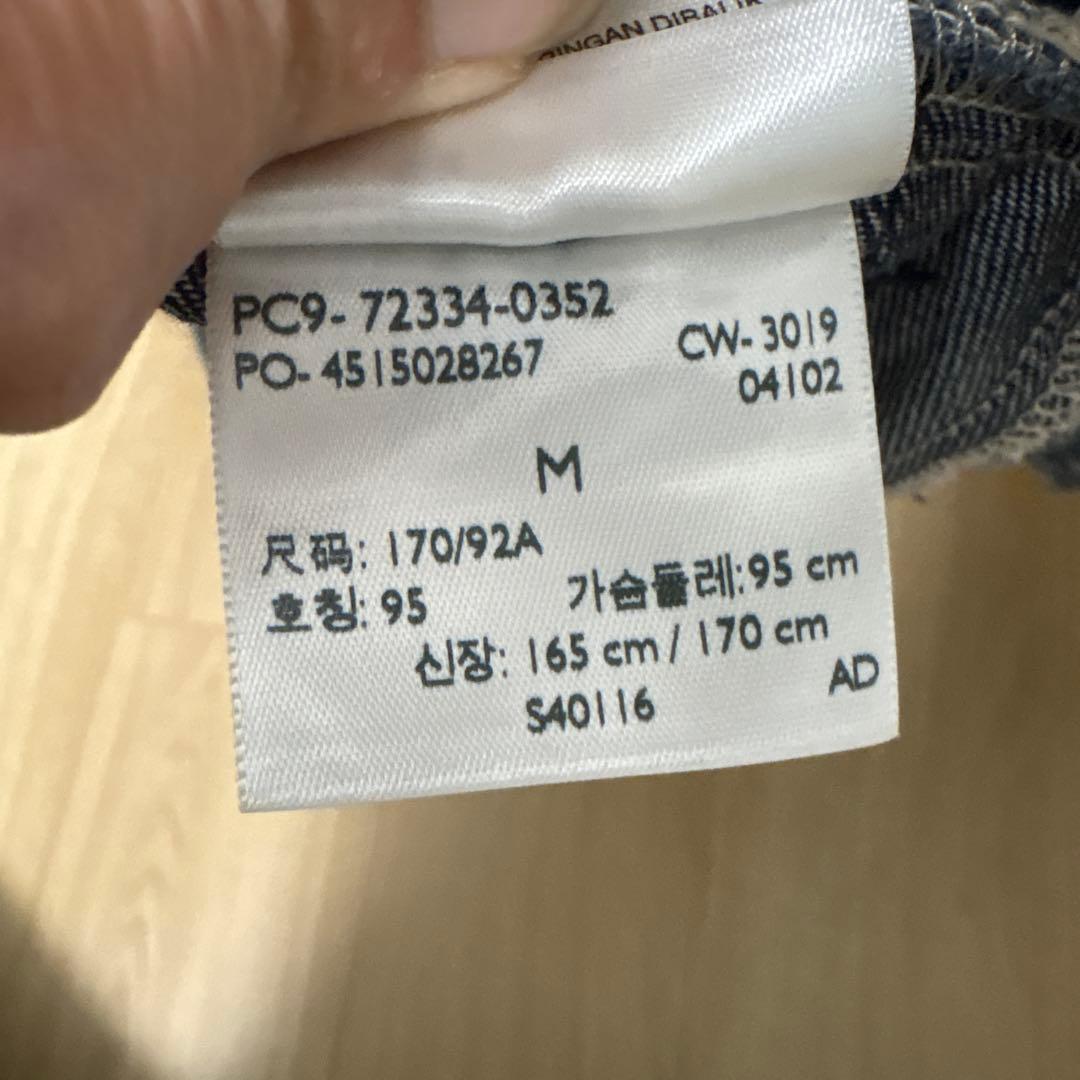 DIBALIK
PC9- 72334-0352
PO- 4515028267
CW- 3019
04102
M
尺码: 170/92A
호칭: 95
가슴둘레: 95 cm
신장: 165 cm / 170 cm
AD
S40116